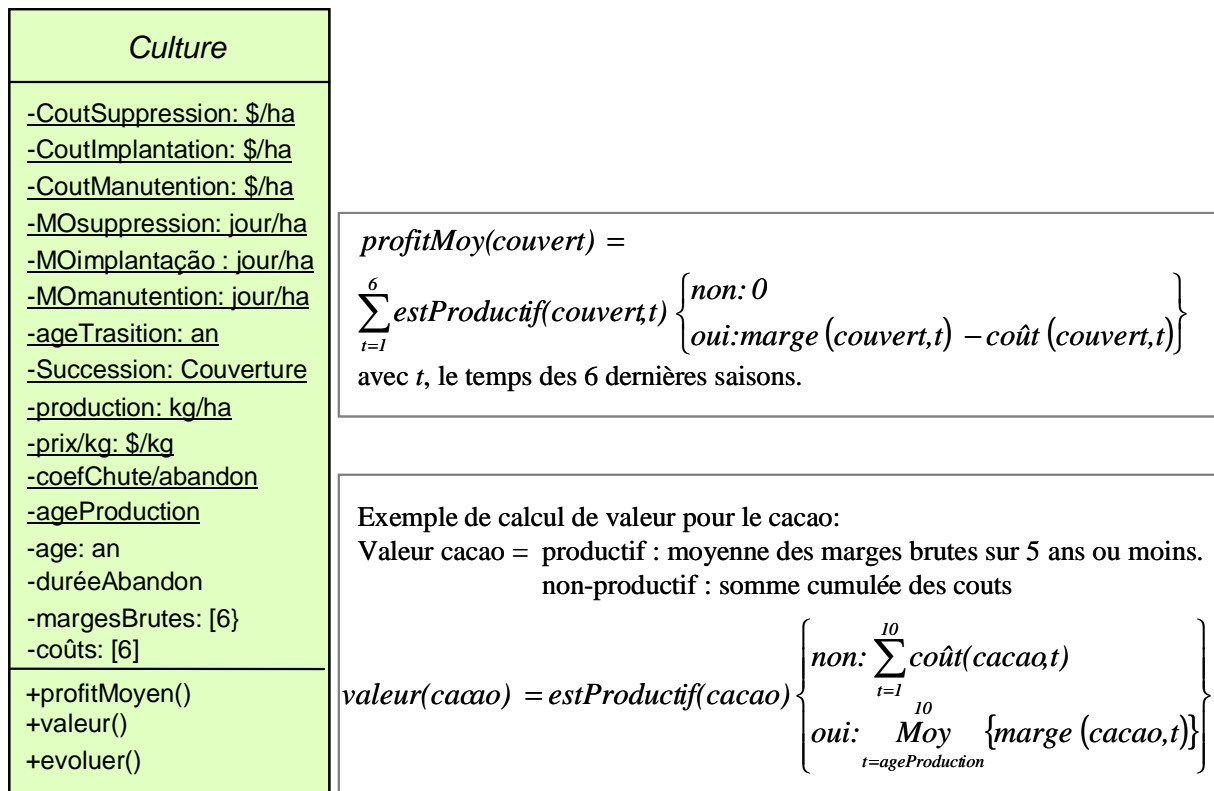 Culture
-CoutSuppression: $/ha
-CoutImplantation: $/ha
-CoutManutention: $/ha
-MOsuppression: jour/ha
-MOimplantação : jour/ha
-MOmanutention: jour/ha
-ageTrasition: an
-Succession: Couverture
-production: kg/ha
-prix/kg: $/kg
-coefChute/abandon
-ageProduction
-age: an
-duréeAbandon
-margesBrutes: [6}
-coûts: [6]
+profitMoyen()
+valeur()
+evoluer()
profitMoy(couvert) =
6
∑ estProductif(couvert,t) { non: 0
t=1
oui:marge (couvert,t) − coût (couvert,t) }
avec t, le temps des 6 dernières saisons.
Exemple de calcul de valeur pour le cacao:
Valeur cacao = productif : moyenne des marges brutes sur 5 ans ou moins.
non-productif : somme cumulée des couts
10
valeur(cacao) = estProductif(cacao) { non: ∑ coût(cacao,t)
t=1
10
oui: Moy {marge (cacao,t)} }
t=ageProduction